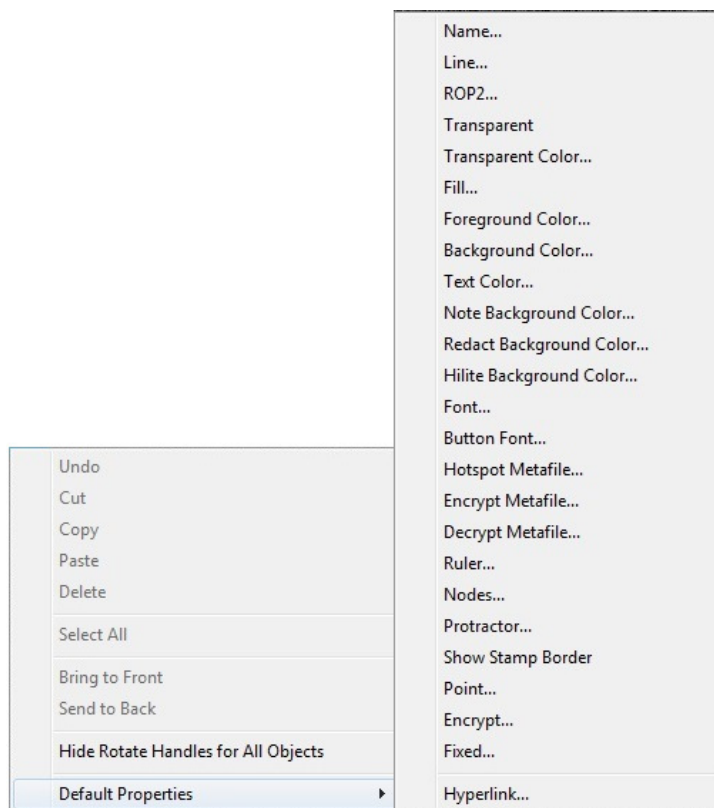 Name...
Line...
ROP2...
Transparent
Transparent Color...
Fill...
Foreground Color...
Background Color...
Text Color...
Note Background Color...
Redact Background Color...
Hilite Background Color...
Font...
Button Font...
Hotspot Metafile...
Encrypt Metafile...
Decrypt Metafile...
Ruler...
Nodes...
Protractor...
Show Stamp Border
Point...
Encrypt...
Fixed...
Hyperlink...
Undo
Cut
Copy
Paste
Delete
Select All
Bring to Front
Send to Back
Hide Rotate Handles for All Objects
Default Properties